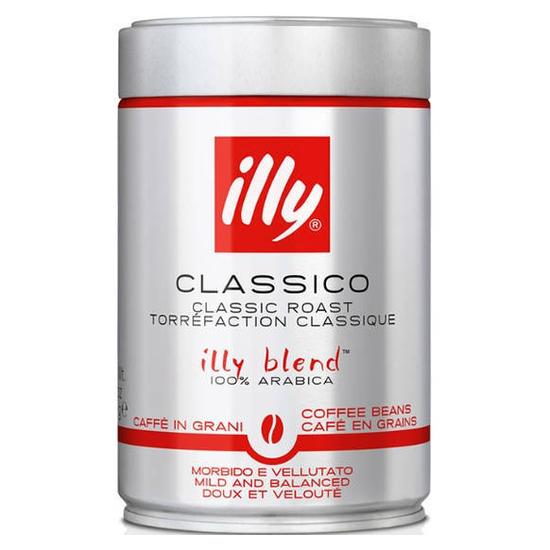 illy®
CLASSICO
CLASSIC ROAST
TORRÉFACTION CLASSIQUE
illy blend™
100% ARABICA
CAFFÈ IN GRANI
COFFEE BEANS
CAFÉ EN GRAINS
MORBIDO E VELLUTATO
MILD AND BALANCED
DOUX ET VELOUTÉ